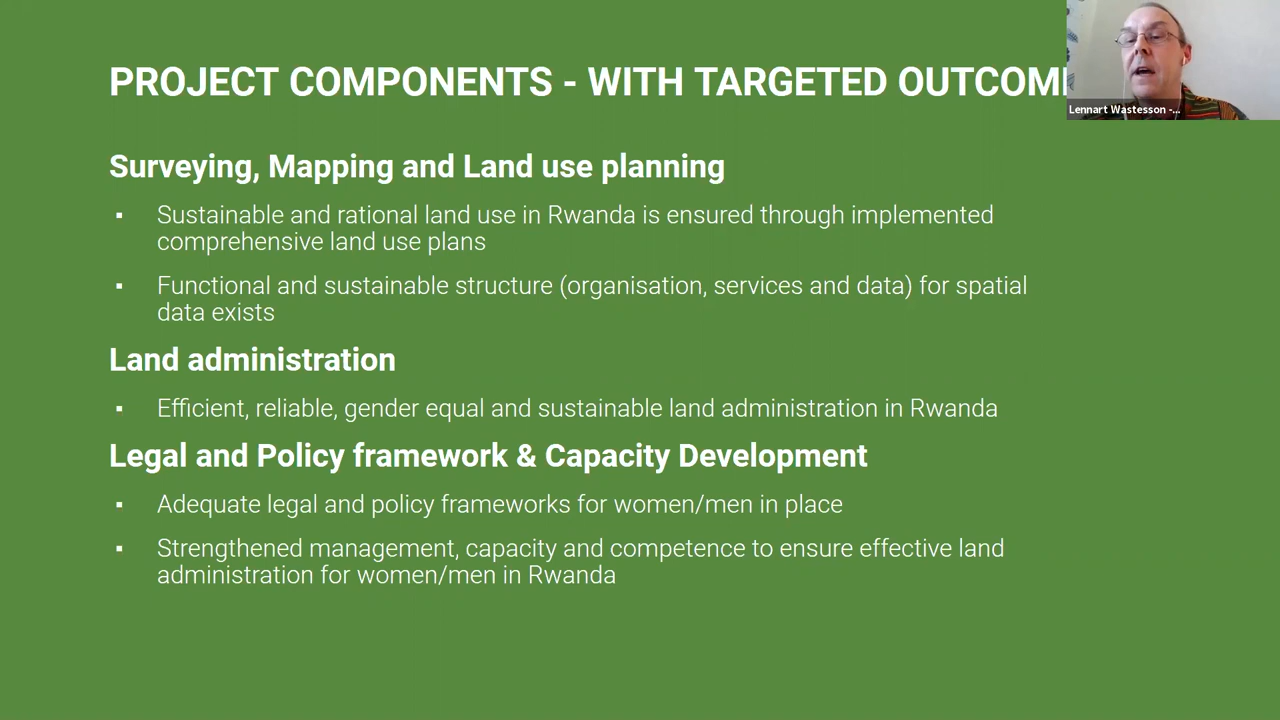 PROJECT COMPONENTS - WITH TARGETED
Lennart Wastesson -...
Surveying, Mapping and Land use planning
▪ Sustainable and rational land use in Rwanda is ensured through implemented
comprehensive land use plans
▪ Functional and sustainable structure (organisation, services and data) for spatial
data exists
Land administration
▪ Efficient, reliable, gender equal and sustainable land administration in Rwanda
Legal and Policy framework & Capacity Development
▪ Adequate legal and policy frameworks for women/men in place
▪ Strengthened management, capacity and competence to ensure effective land
administration for women/men in Rwanda